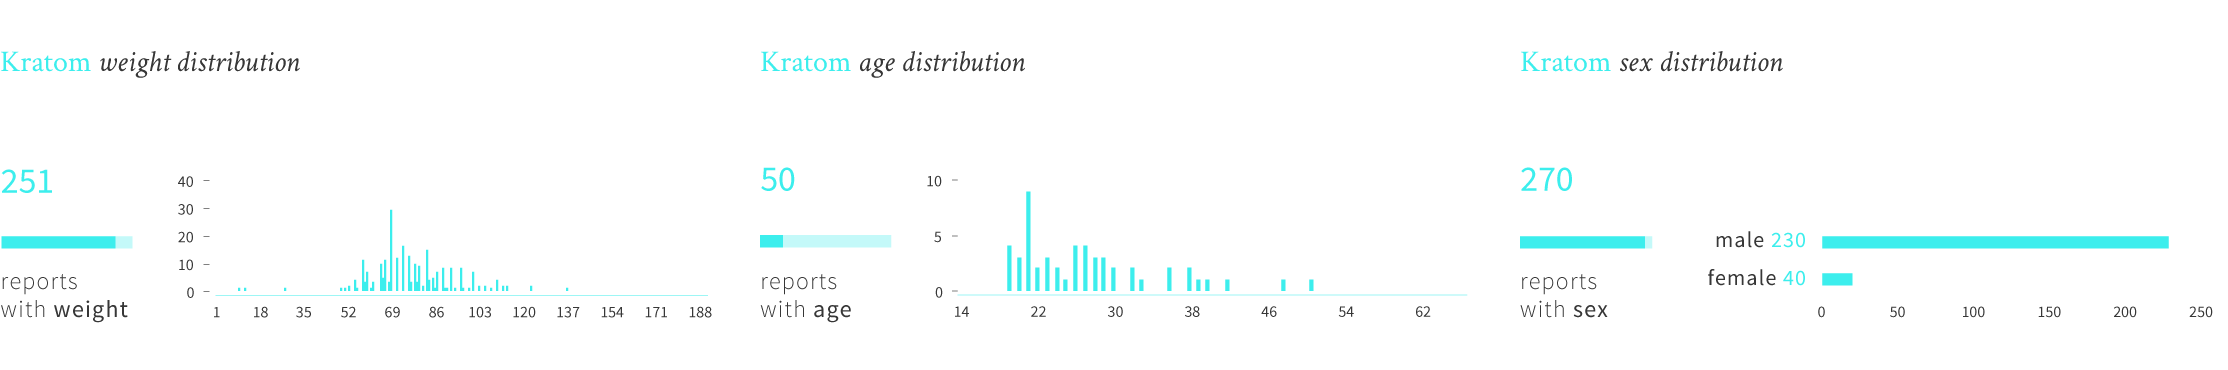 Kratom weight distribution
251
reports
with weight
40
30
20
10
0
1 18 35 52 69 86 103 120 137 154 171 188
Kratom age distribution
50
reports
with age
10
5
0
14 22 30 38 46 54 62
Kratom sex distribution
270
reports
with sex
male 230
female 40
0 50 100 150 200 250